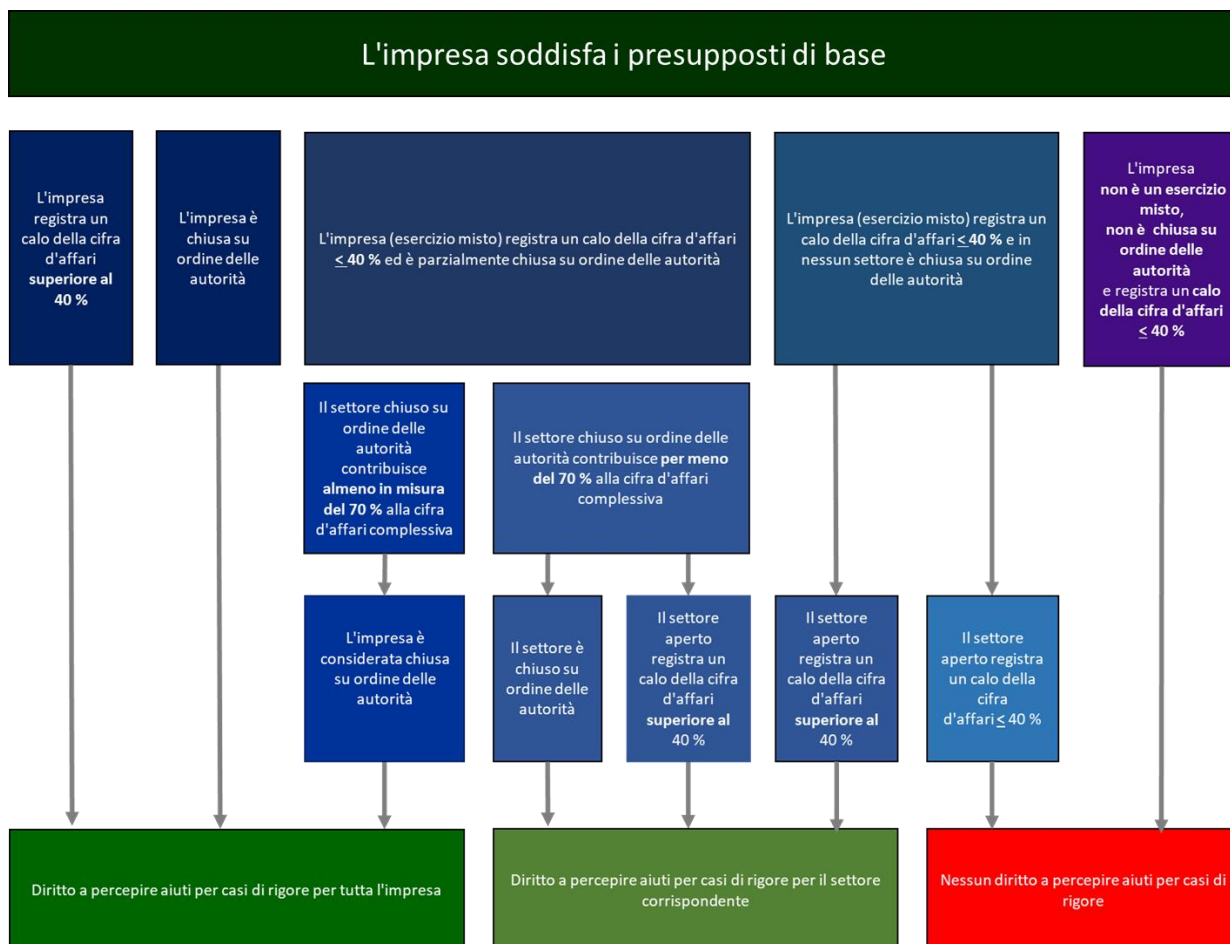 L'impresa soddisfa i presupposti di base
L'impresa
registra un
calo della cifra
d'affari
superiore al
40 %
L'impresa è
chiusa su
ordine delle
autorità
L'impresa (esercizio misto) registra un calo della cifra d'affari
≤ 40 % ed è parzialmente chiusa su ordine delle autorità
L'impresa (esercizio misto) registra un
calo della cifra d'affari ≤ 40 % e in
nessun settore è chiusa su ordine
delle autorità
L'impresa
non è un esercizio
misto,
non è chiusa su
ordine delle
autorità
e registra un calo
della cifra d'affari
≤ 40 %
Il settore chiuso su
ordine delle
autorità
contribuisce
almeno in misura
del 70 % alla cifra
d'affari complessiva
Il settore chiuso su ordine delle
autorità contribuisce per meno
del 70 % alla cifra d'affari
complessiva
L'impresa è
considerata chiusa
su ordine delle
autorità
Il settore è
chiuso su
ordine delle
autorità
Il settore
aperto
registra un
calo della cifra
d'affari
superiore al
40 %
Il settore
aperto
registra un
calo della cifra
d'affari
superiore al
40 %
Il settore
aperto registra
un calo della
cifra
d'affari ≤ 40 %
Diritto a percepire aiuti per casi di rigore per tutta l'impresa
Diritto a percepire aiuti per casi di rigore per il settore
corrispondente
Nessun diritto a percepire aiuti per casi di
rigore